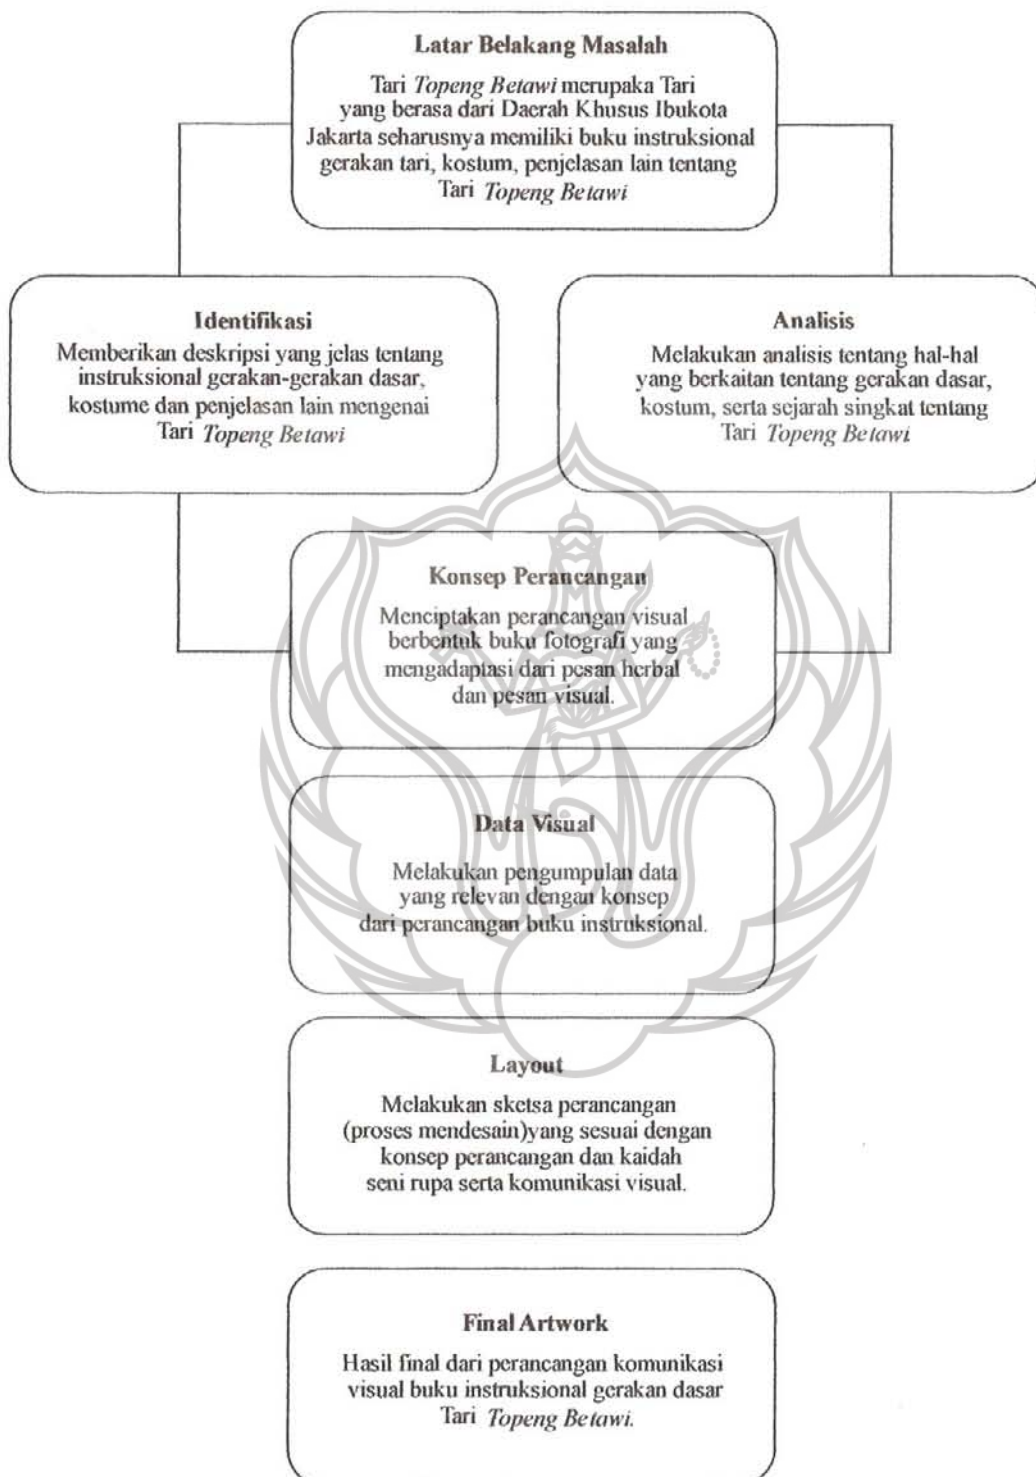 Latar Belakang Masalah
Tari Topeng Betawi merupaka Tari
yang berasa dari Daerah Khusus Ibukota
Jakarta seharusnya memiliki buku instruksional
gerakan tari, kostum, penjelasan lain tentang
Tari Topeng Betawi
Identifikasi
Memberikan deskripsi yang jelas tentang
instruksional gerakan-gerakan dasar,
kostume dan penjelasan lain mengenai
Tari Topeng Betawi
Analisis
Melakukan analisis tentang hal-hal
yang berkaitan tentang gerakan dasar,
kostum, serta sejarah singkat tentang
Tari Topeng Betawi
Konsep Perancangan
Menciptakan perancangan visual
berbentuk buku fotografi yang
mengadaptasi dari pesan herbal
dan pesan visual.
Data Visual
Melakukan pengumpulan data
yang relevan dengan konsep
dari perancangan buku instruksional.
Layout
Melakukan sketsa perancangan
(proses mendesain)yang sesuai dengan
konsep perancangan dan kaidah
seni rupa serta komunikasi visual.
Final Artwork
Hasil final dari perancangan komunikasi
visual buku instruksional gerakan dasar
Tari Topeng Betawi.